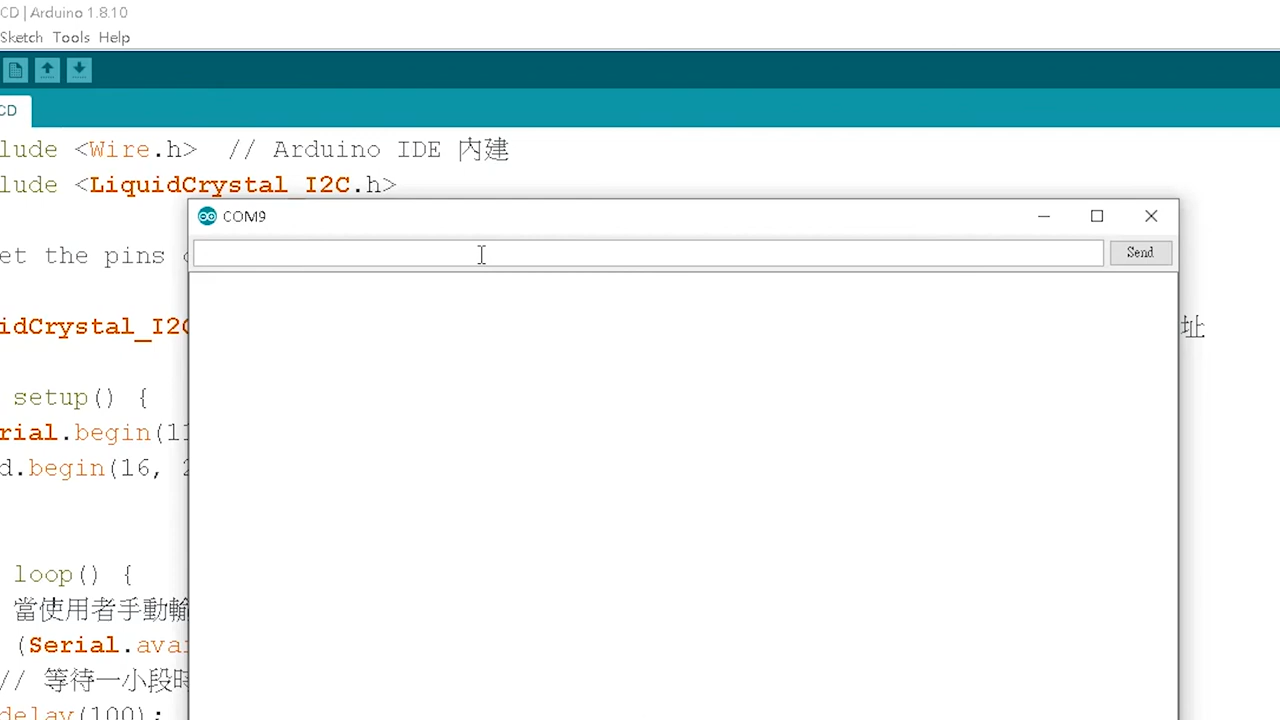 CD | Arduino 1.8.10
Sketch Tools Help
CD
lude <Wire.h> // Arduino IDE 內建
lude <LiquidCrystal_I2C.h>
COM9
et the pins
Send
idCrystal_I2C
址
setup() {
rial.begin(11
d.begin(16, 2
loop() {
當使用者手動輸
(Serial.avai
// 等待一小段時
delay(100);